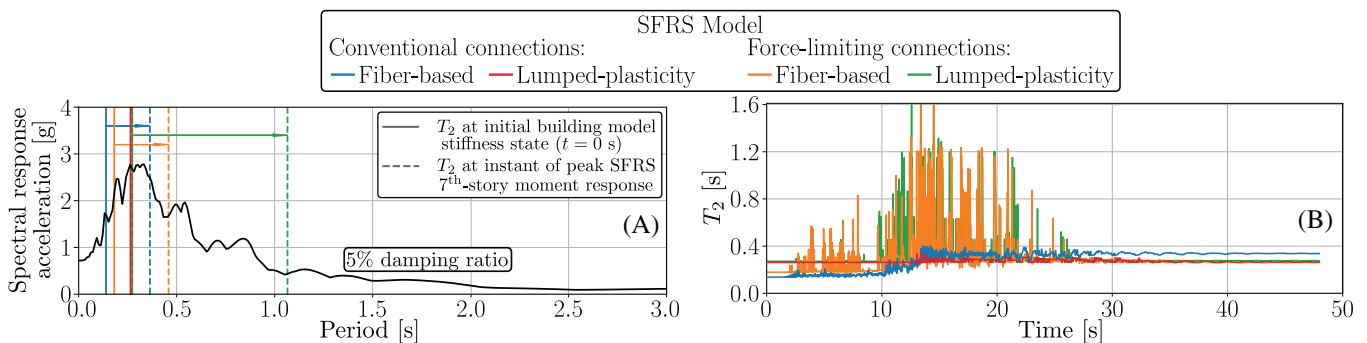 SFRS Model
Conventional connections: Force-limiting connections:
Fiber-based Lumped-plasticity Fiber-based Lumped-plasticity
4
3
2
1
0
Spectral response
acceleration [g]
T₂ at initial building model
stiffness state (t = 0 s)
T₂ at instant of peak SFRS
7ᵗʰ-story moment response
(A)
5% damping ratio
0.0 0.5 1.0 1.5 2.0 2.5 3.0
Period [s]
1.6
1.2
0.8
0.4
0.0
T₂ [s]
(B)
0 10 20 30 40 50
Time [s]